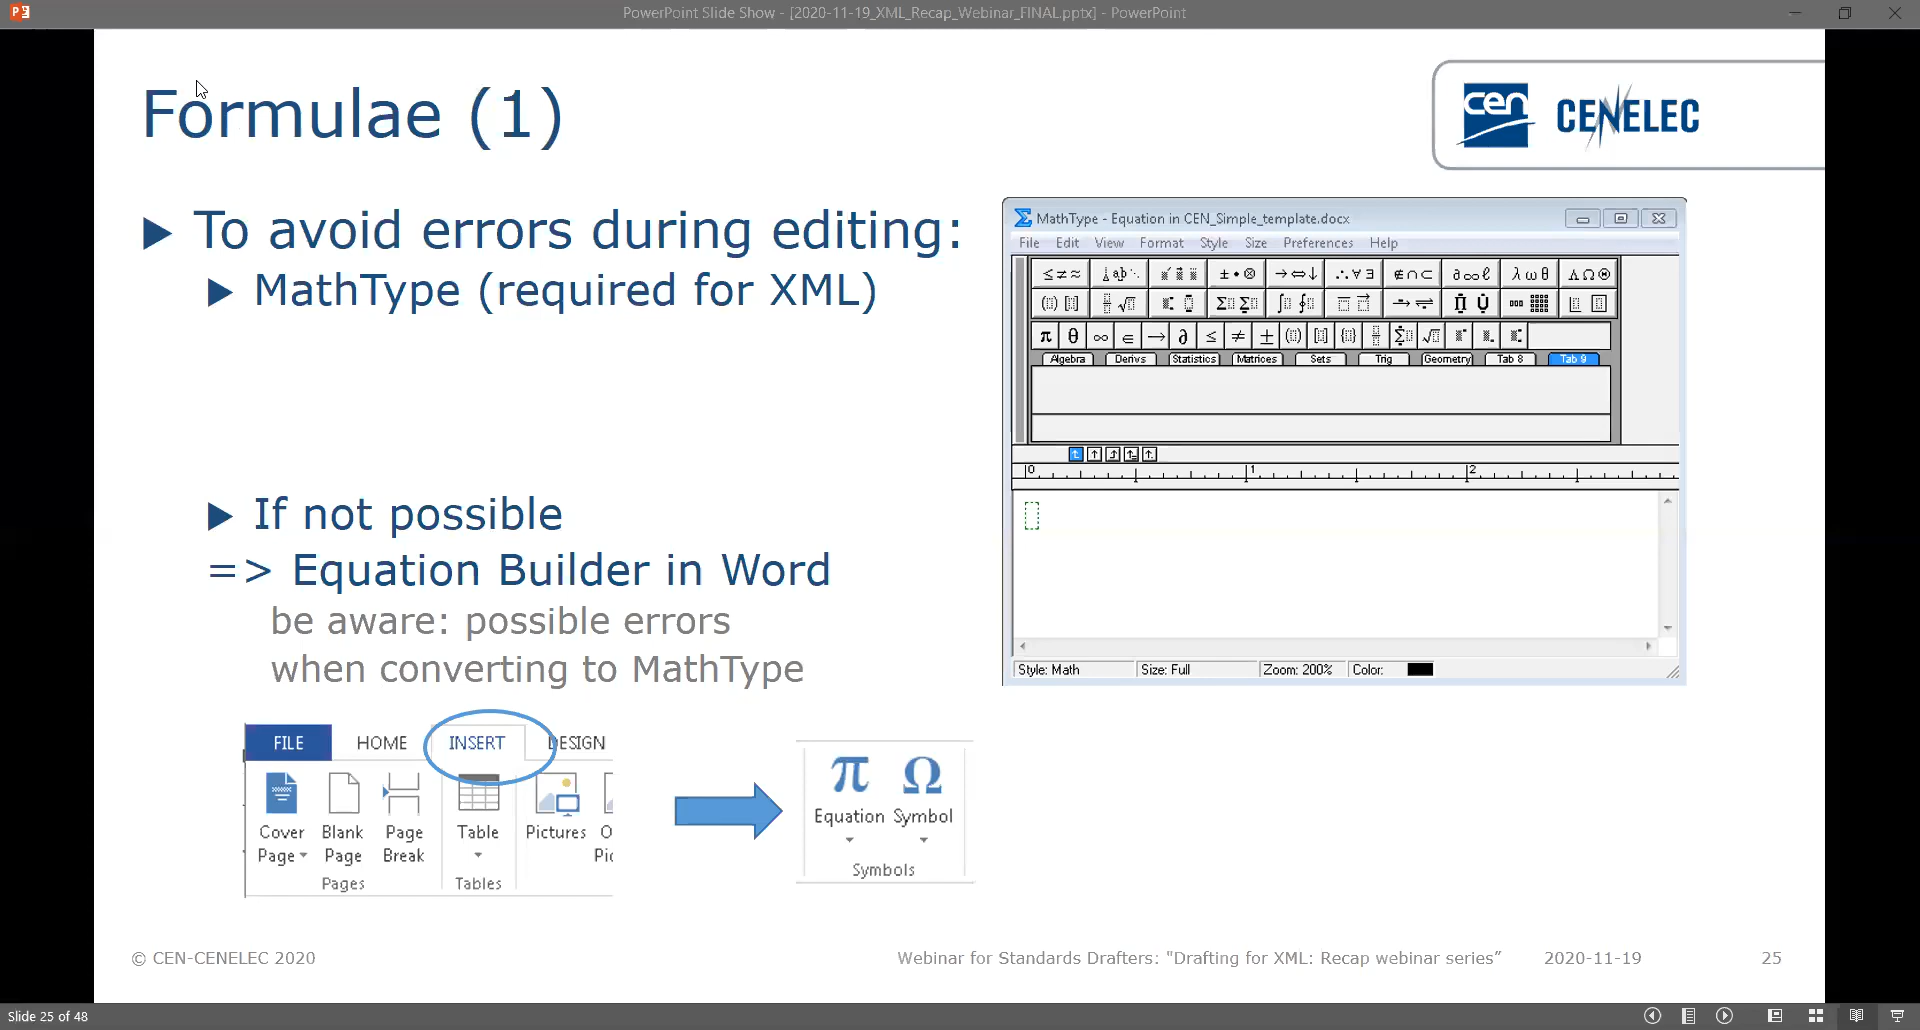 PowerPoint Slide Show - [2020-11-19_XML_Recap_Webinar_FINAL.pptx] - PowerPoint
Formulae (1)
cen CENELEC
To avoid errors during editing:
MathType (required for XML)
If not possible
=> Equation Builder in Word
be aware: possible errors
when converting to MathType
MathType - Equation in CEN_Simple_template.docx
File Edit View Format Style Size Preferences Help
Algebra Derivs Statistics Matrices Sets Trig Geometry Tab 8 Tab 9
0 1 2
Style: Math Size: Full Zoom: 200% Color:
FILE HOME INSERT DESIGN
Cover Page
Blank Page
Page Break
Table
Pictures
O
Pic
Pages Tables
π Ω
Equation Symbol
Symbols
© CEN-CENELEC 2020
Webinar for Standards Drafters: "Drafting for XML: Recap webinar series” 2020-11-19 25
Slide 25 of 48